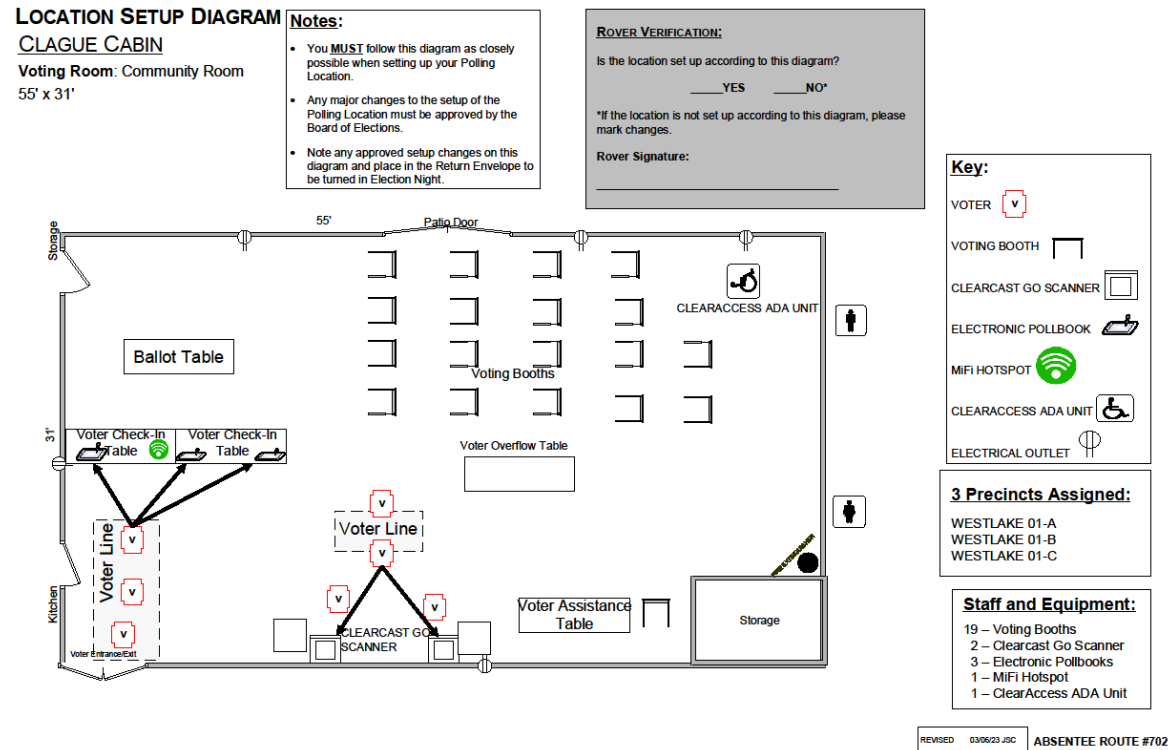 LOCATION SETUP DIAGRAM
CLAGUE CABIN
Voting Room: Community Room
55' x 31'
Notes:
• You MUST follow this diagram as closely
possible when setting up your Polling
Location.
• Any major changes to the setup of the
Polling Location must be approved by the
Board of Elections.
• Note any approved setup changes on this
diagram and place in the Return Envelope to
be turned in Election Night.
ROVER VERIFICATION:
Is the location set up according to this diagram?
_____YES _____NO*
*If the location is not set up according to this diagram, please
mark changes.
Rover Signature:
Key:
VOTER V
VOTING BOOTH
CLEARCAST GO SCANNER
ELECTRONIC POLLBOOK
MiFi HOTSPOT
CLEARACCESS ADA UNIT
ELECTRICAL OUTLET
3 Precincts Assigned:
WESTLAKE 01-A
WESTLAKE 01-B
WESTLAKE 01-C
Staff and Equipment:
19 – Voting Booths
2 – Clearcast Go Scanner
3 – Electronic Pollbooks
1 – MiFi Hotspot
1 – ClearAccess ADA Unit
55'
Patio Door
Storage
CLEARACCESS ADA UNIT
Ballot Table
Voting Booths
31'
Voter Check-In
Table
Voter Check-In
Table
Voter Overflow Table
V
Voter Line
V
Voter Line
V
V
V
V
V
Kitchen
Voter Entrance/Exit
CLEARCAST GO
SCANNER
Voter Assistance
Table
Storage
REVISED 03/06/23 JSC
ABSENTEE ROUTE #702